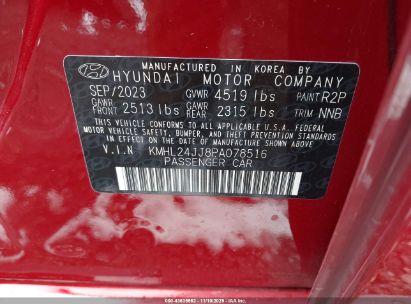 MANUFACTURED IN KOREA BY
HYUNDAI MOTOR COMPANY
SEP/2023 GVWR 4519 lbs PAINT R2P
GAWR FRONT 2513 lbs GAWR REAR 2315 lbs TRIM NNB
THIS VEHICLE CONFORMS TO ALL APPLICABLE U.S.A. FEDERAL
MOTOR VEHICLE SAFETY, BUMPER, AND THEFT PREVENTION STANDARDS
IN EFFECT ON THE DATE OF MANUFACTURE SHOWN ABOVE.
V.I.N KMHL24JJ8PA078516
PASSENGER CAR